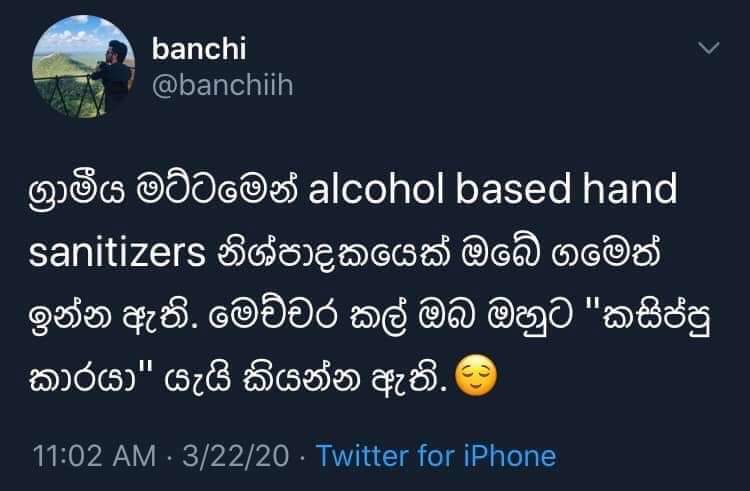 banchi
@banchiih
ග්‍රාමීය මට්ටමෙන් alcohol based hand
sanitizers නිශ්පාදකයෙක් ඔබේ ගමෙත්
ඉන්න ඇති. මෙච්චර කල් ඔබ ඔහුට "කසිප්පු
කාරයා" යැයි කියන්න ඇති.😌
11:02 AM · 3/22/20 · Twitter for iPhone